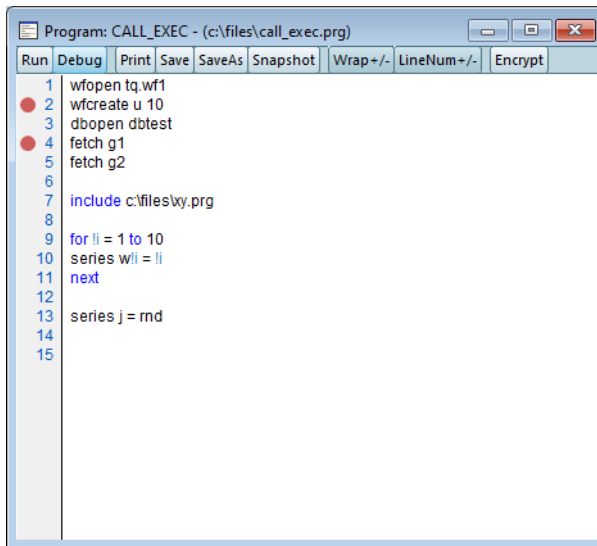 Program: CALL_EXEC - (c:\files\call_exec.prg)
Run Debug Print Save SaveAs Snapshot Wrap+/- LineNum+/- Encrypt
1 wfopen tq.wf1
2 wfcreate u 10
3 dbopen dbtest
4 fetch g1
5 fetch g2
6
7 include c:\files\xy.prg
8
9 for !i = 1 to 10
10 series w!i = !i
11 next
12
13 series j = rnd
14
15